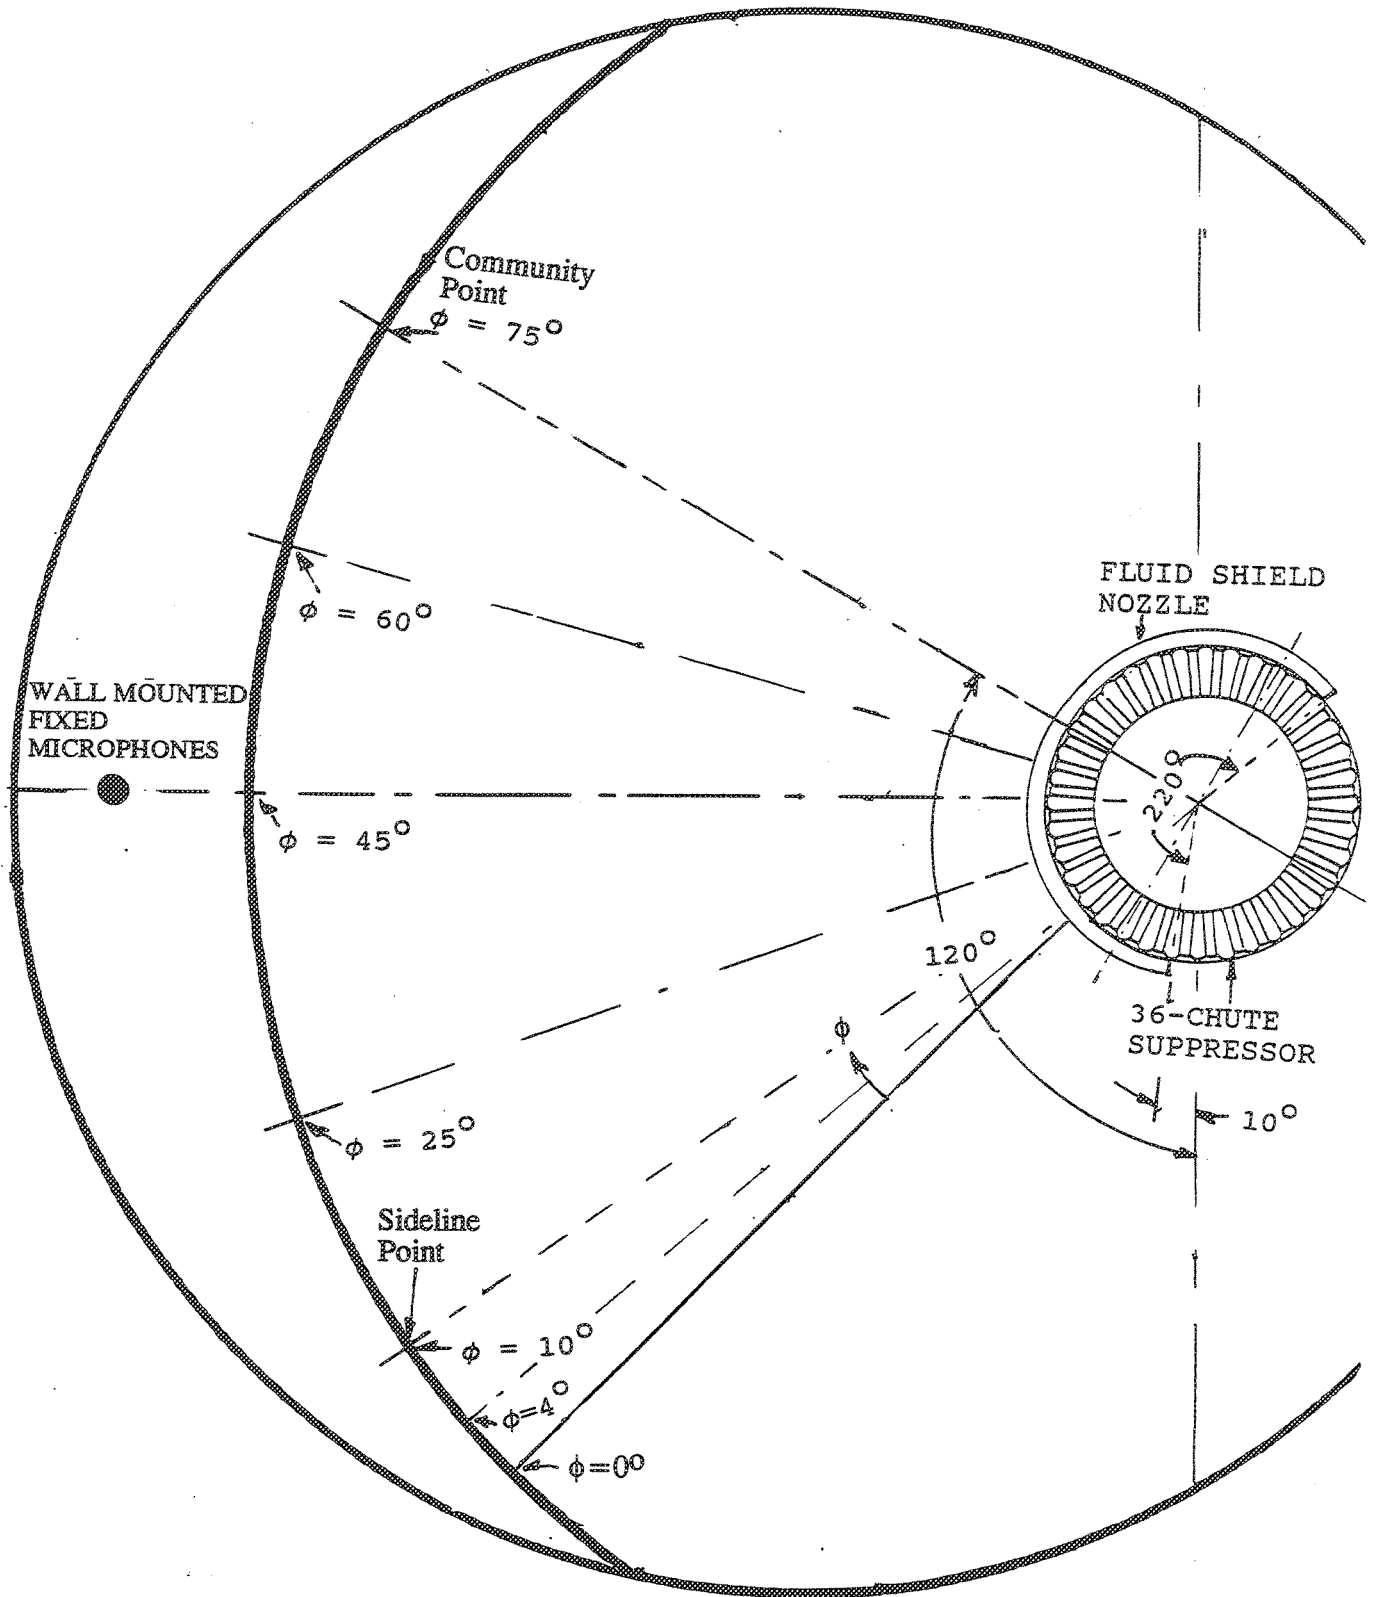 Community
Point
ϕ = 75°
FLUID SHIELD
NOZZLE
ϕ = 60°
WALL MOUNTED
FIXED
MICROPHONES
220°
ϕ = 45°
120°
36-CHUTE
SUPPRESSOR
ϕ
10°
ϕ = 25°
Sideline
Point
ϕ = 10°
ϕ=4°
ϕ=0°